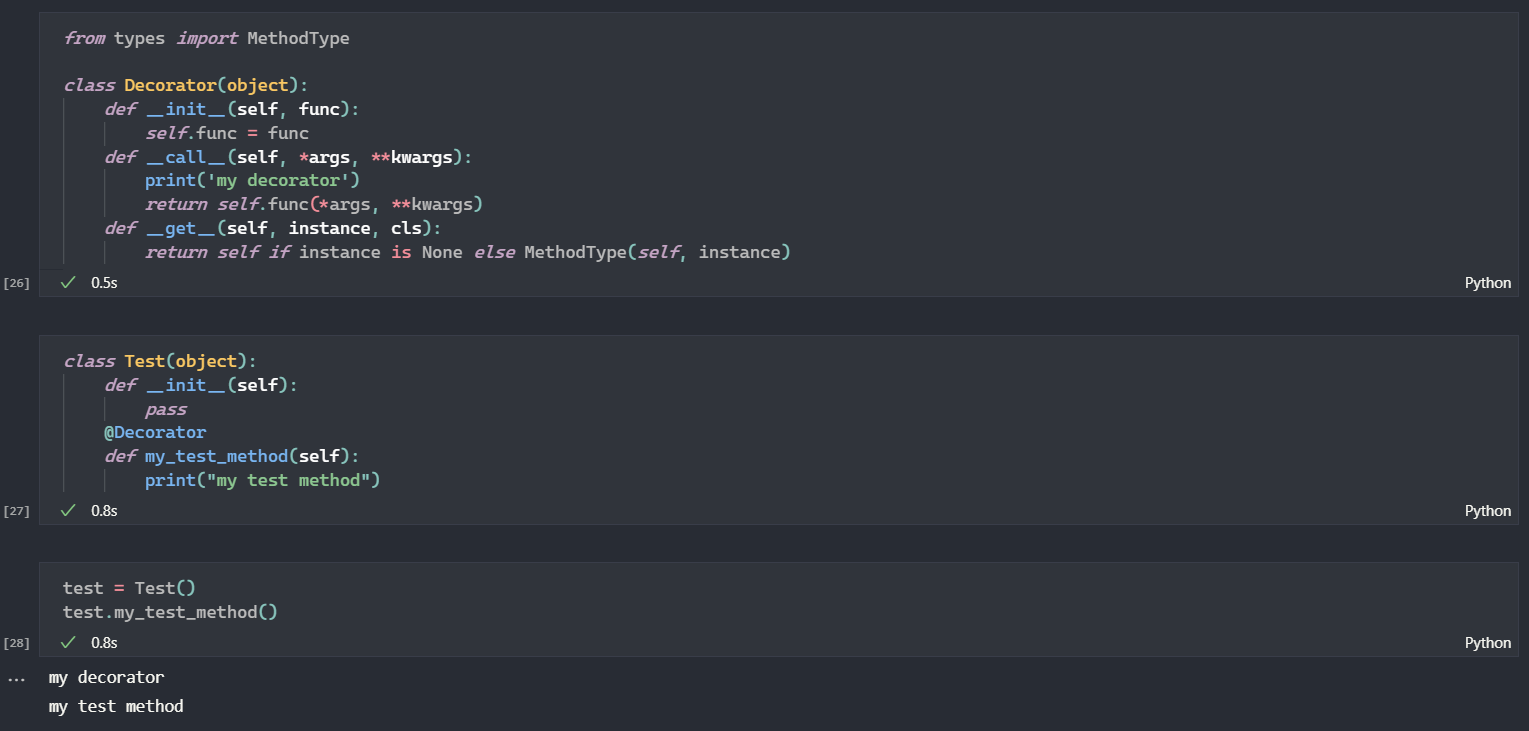 from types import MethodType
class Decorator(object):
def __init__(self, func):
self.func = func
def __call__(self, *args, **kwargs):
print('my decorator')
return self.func(*args, **kwargs)
def __get__(self, instance, cls):
return self if instance is None else MethodType(self, instance)
[26] 0.5s Python
class Test(object):
def __init__(self):
pass
@Decorator
def my_test_method(self):
print("my test method")
[27] 0.8s Python
test = Test()
test.my_test_method()
[28] 0.8s Python
... my decorator
my test method